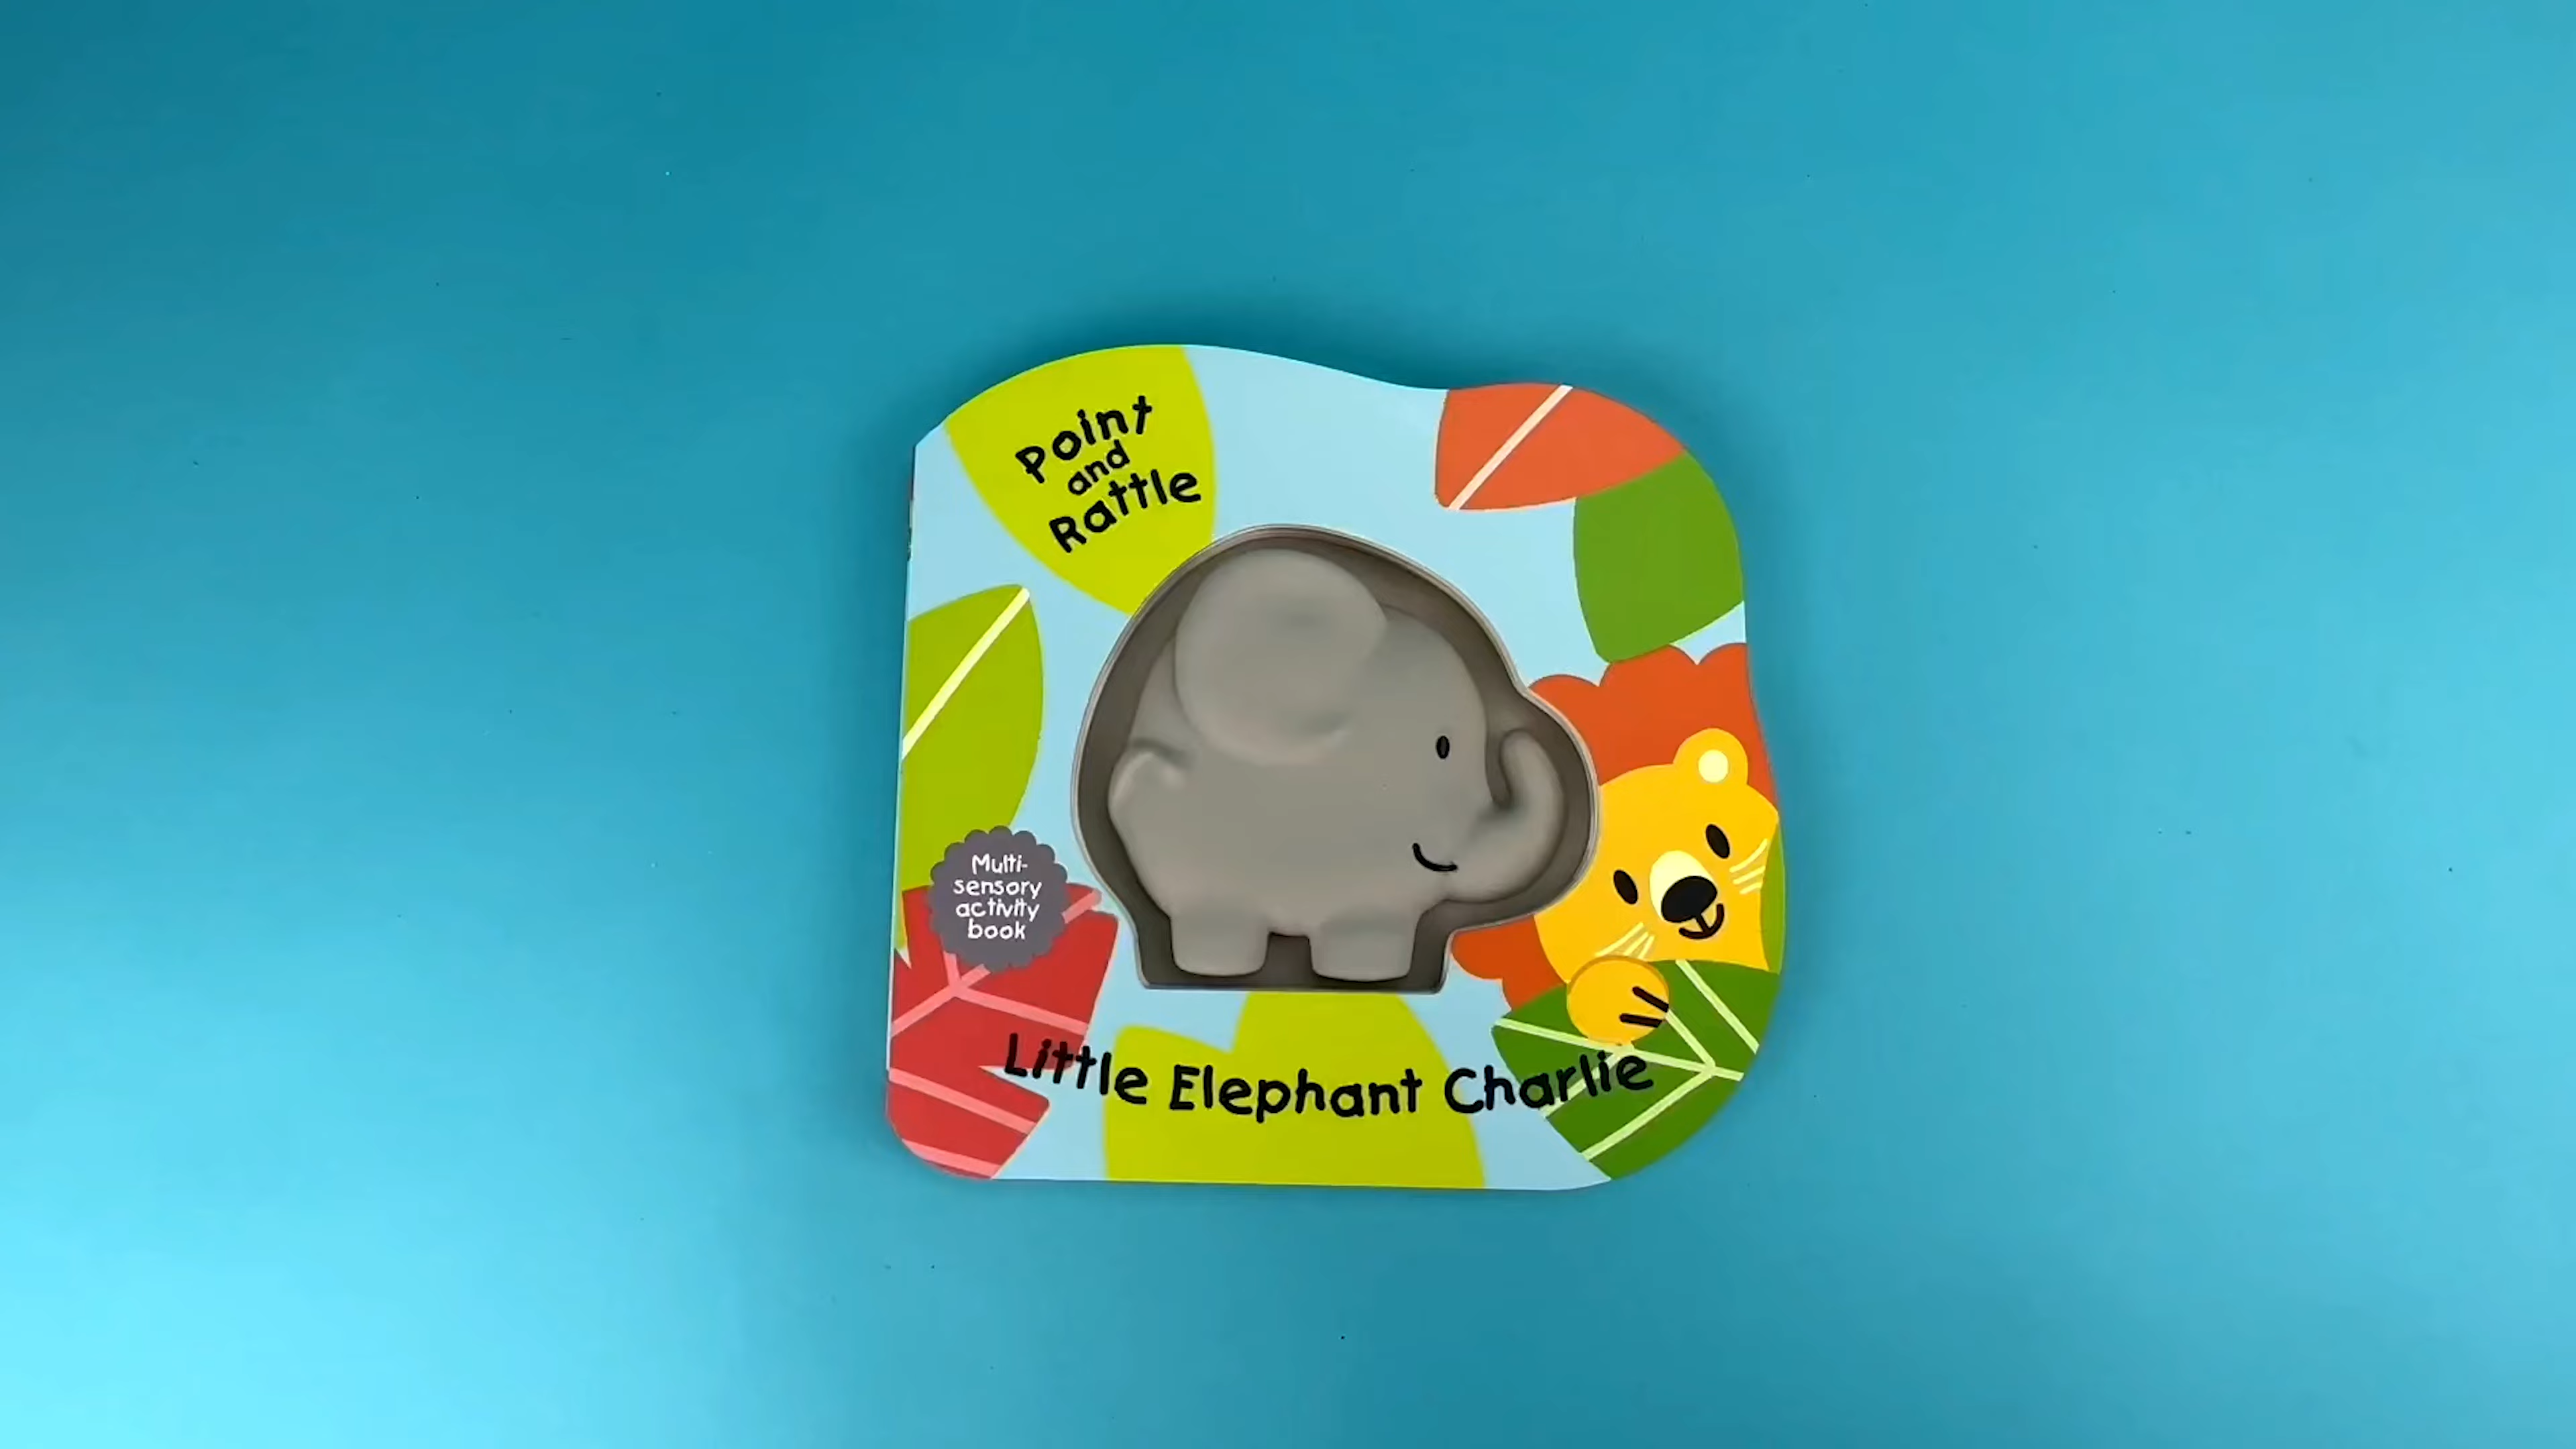 Point
and
Rattle
Multi-
sensory
activity
book
Little Elephant Charlie